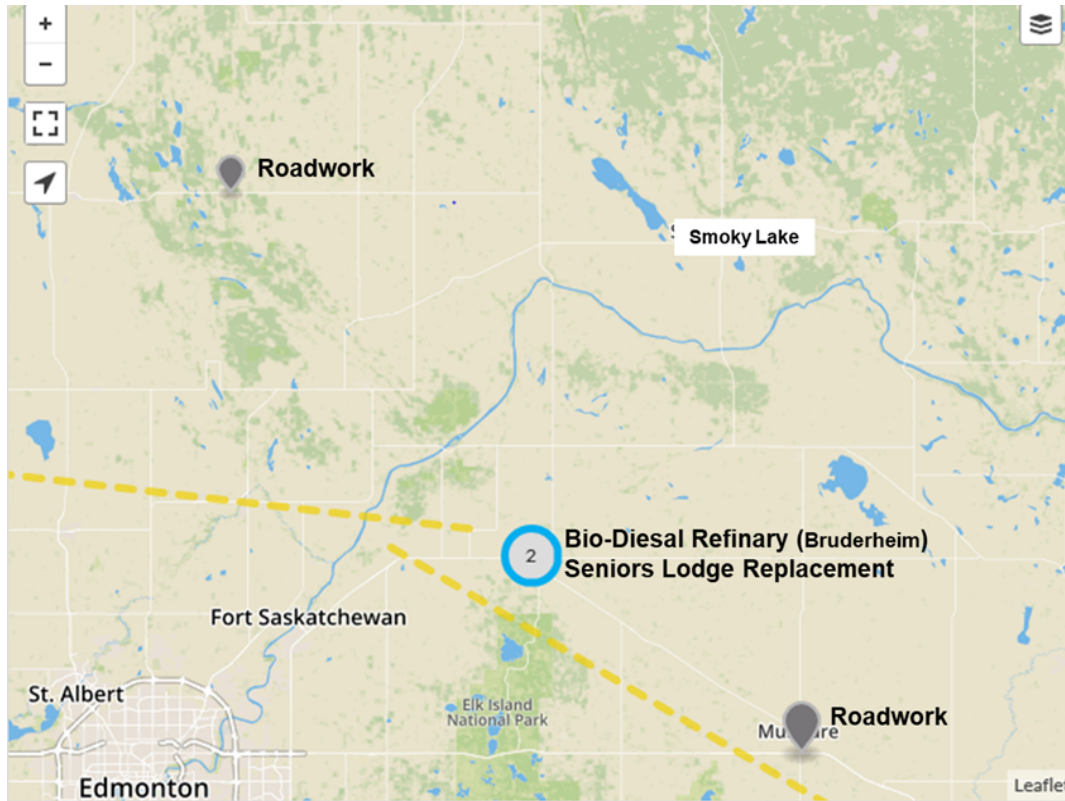 +
−
Roadwork
Smoky Lake
2
Bio-Diesal Refinary (Bruderheim)
Seniors Lodge Replacement
Fort Saskatchewan
St. Albert
Elk Island
National Park
Roadwork
Edmonton